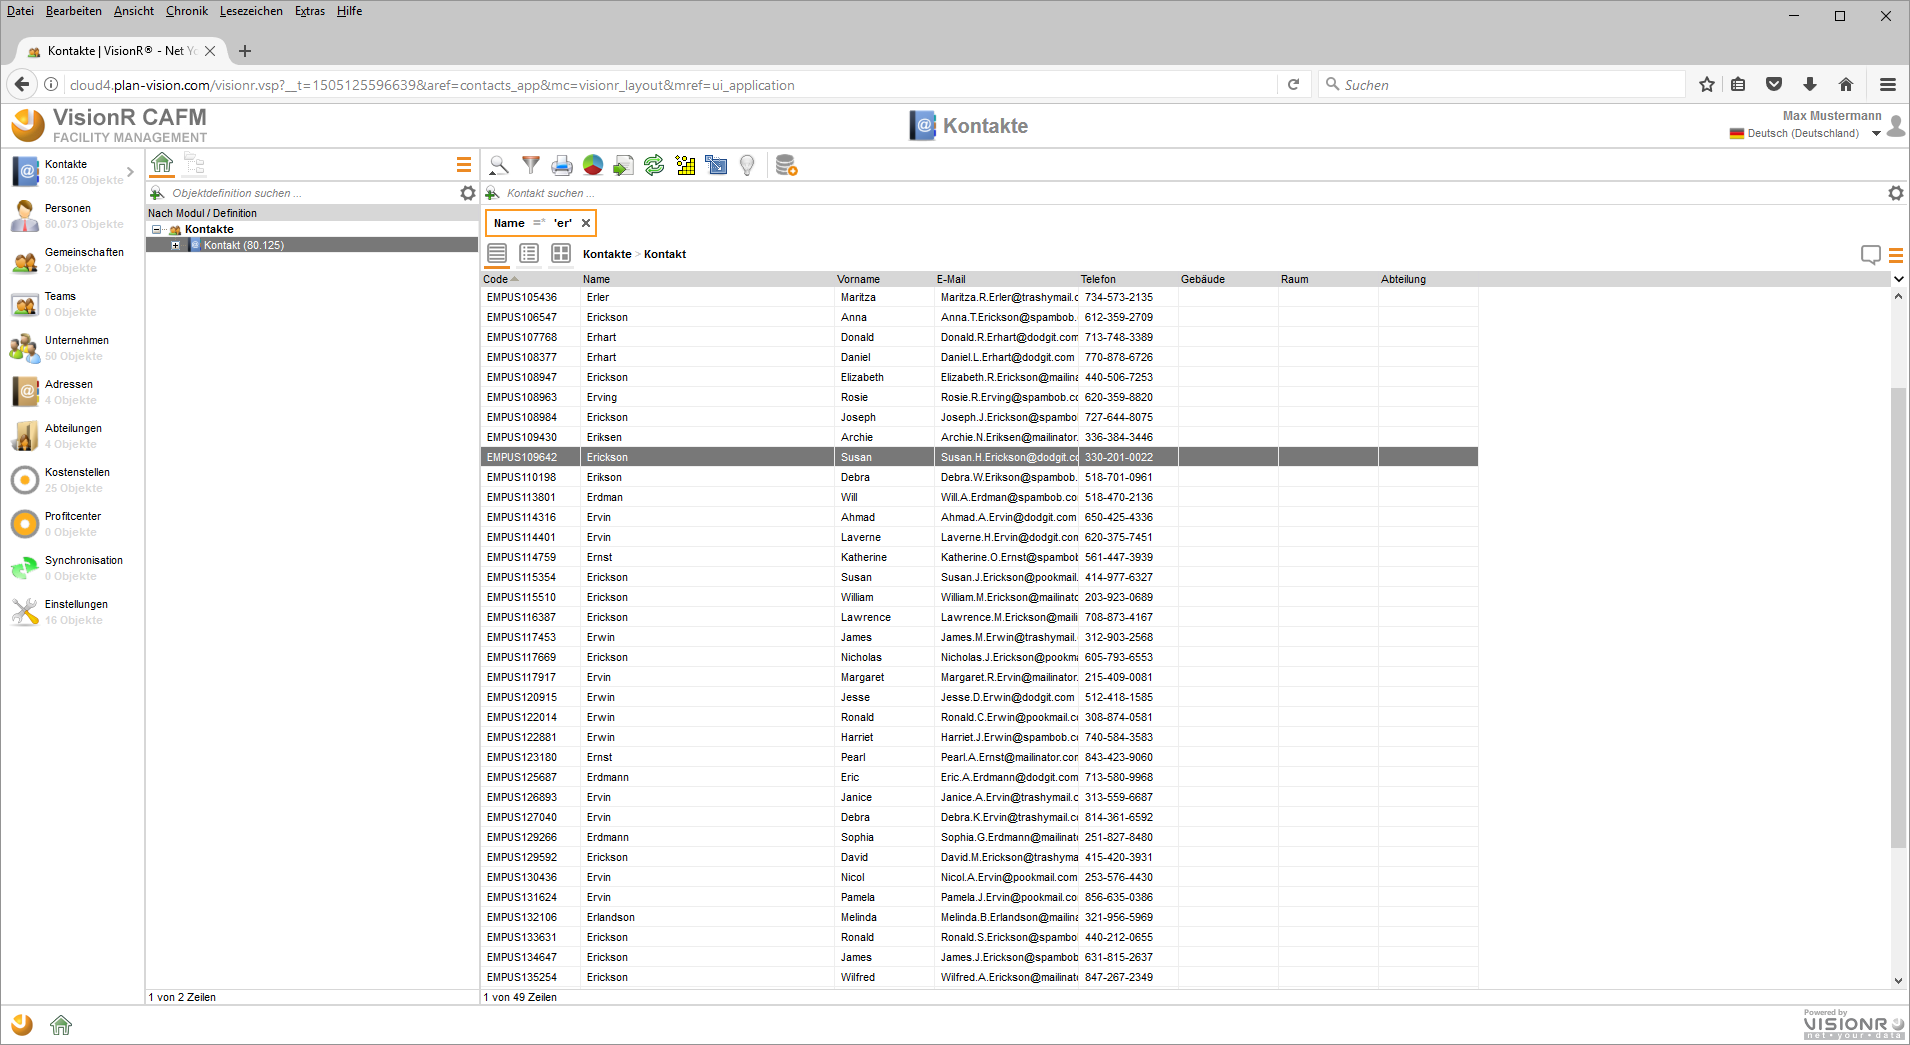 Datei Bearbeiten Ansicht Chronik Lesezeichen Extras Hilfe
Kontakte | VisionR® - Net Yo
cloud4.plan-vision.com/visionr.vsp?__t=1505125596639&aref=contacts_app&mc=visionr_layout&mref=ui_application
Suchen
VisionR CAFM
FACILITY MANAGEMENT
Kontakte
Max Mustermann
Deutsch (Deutschland)
Kontakte
80.125 Objekte
Personen
80.073 Objekte
Gemeinschaften
2 Objekte
Teams
0 Objekte
Unternehmen
50 Objekte
Adressen
4 Objekte
Abteilungen
4 Objekte
Kostenstellen
25 Objekte
Profitcenter
0 Objekte
Synchronisation
0 Objekte
Einstellungen
16 Objekte
Objektdefinition suchen ...
Nach Modul / Definition
Kontakte
Kontakt (80.125)
1 von 2 Zeilen
Kontakt suchen ...
Name =* 'er'
Kontakte > Kontakt
Code Name Vorname E-Mail Telefon Gebäude Raum Abteilung
EMPUS105436 Erler Maritza Maritza.R.Erler@trashymail.c 734-573-2135
EMPUS106547 Erickson Anna Anna.T.Erickson@spambob. 612-359-2709
EMPUS107768 Erhart Donald Donald.R.Erhart@dodgit.com 713-748-3389
EMPUS108377 Erhart Daniel Daniel.L.Erhart@dodgit.com 770-878-6726
EMPUS108947 Erickson Elizabeth Elizabeth.R.Erickson@mailina 440-506-7253
EMPUS108963 Erving Rosie Rosie.R.Erving@spambob.co 620-359-8820
EMPUS108984 Erickson Joseph Joseph.J.Erickson@spambo 727-644-8075
EMPUS109430 Eriksen Archie Archie.N.Eriksen@mailinator. 336-384-3446
EMPUS109642 Erickson Susan Susan.H.Erickson@dodgit.co 330-201-0022
EMPUS110198 Erikson Debra Debra.W.Erikson@spambob. 518-701-0961
EMPUS113801 Erdman Will Will.A.Erdman@spambob.co 518-470-2136
EMPUS114316 Ervin Ahmad Ahmad.A.Ervin@dodgit.com 650-425-4336
EMPUS114401 Ervin Laverne Laverne.H.Ervin@dodgit.com 620-375-7451
EMPUS114759 Ernst Katherine Katherine.O.Ernst@spambob 561-447-3939
EMPUS115354 Erickson Susan Susan.J.Erickson@pookmail. 414-977-6327
EMPUS115510 Erickson William William.M.Erickson@mailinato 203-923-0689
EMPUS116387 Erickson Lawrence Lawrence.M.Erickson@maili 708-873-4167
EMPUS117453 Erwin James James.M.Erwin@trashymail. 312-903-2568
EMPUS117669 Erickson Nicholas Nicholas.J.Erickson@pookma 605-793-6553
EMPUS117917 Ervin Margaret Margaret.R.Ervin@mailinator. 215-409-0081
EMPUS120915 Erwin Jesse Jesse.D.Erwin@dodgit.com 512-418-1585
EMPUS122014 Erwin Ronald Ronald.C.Erwin@pookmail.co 308-874-0581
EMPUS122881 Erwin Harriet Harriet.J.Erwin@spambob.co 740-584-3583
EMPUS123180 Ernst Pearl Pearl.A.Ernst@mailinator.com 843-423-9060
EMPUS125687 Erdmann Eric Eric.A.Erdmann@dodgit.com 713-580-9968
EMPUS126893 Ervin Janice Janice.A.Ervin@trashymail.c 313-559-6687
EMPUS127040 Ervin Debra Debra.K.Ervin@trashymail.co 814-361-6592
EMPUS129266 Erdmann Sophia Sophia.G.Erdmann@mailinato 251-827-8480
EMPUS129592 Erickson David David.M.Erickson@trashyma 415-420-3931
EMPUS130436 Ervin Nicol Nicol.A.Ervin@pookmail.com 253-576-4430
EMPUS131624 Ervin Pamela Pamela.J.Ervin@pookmail.co 856-635-0386
EMPUS132106 Erlandson Melinda Melinda.B.Erlandson@mailina 321-956-5969
EMPUS133631 Erickson Ronald Ronald.S.Erickson@spambo 440-212-0655
EMPUS134647 Erickson James James.J.Erickson@spambob 631-815-2637
EMPUS135254 Erickson Wilfred Wilfred.A.Erickson@mailinato 847-267-2349
1 von 49 Zeilen
Powered by
VISIONR
net•your•data